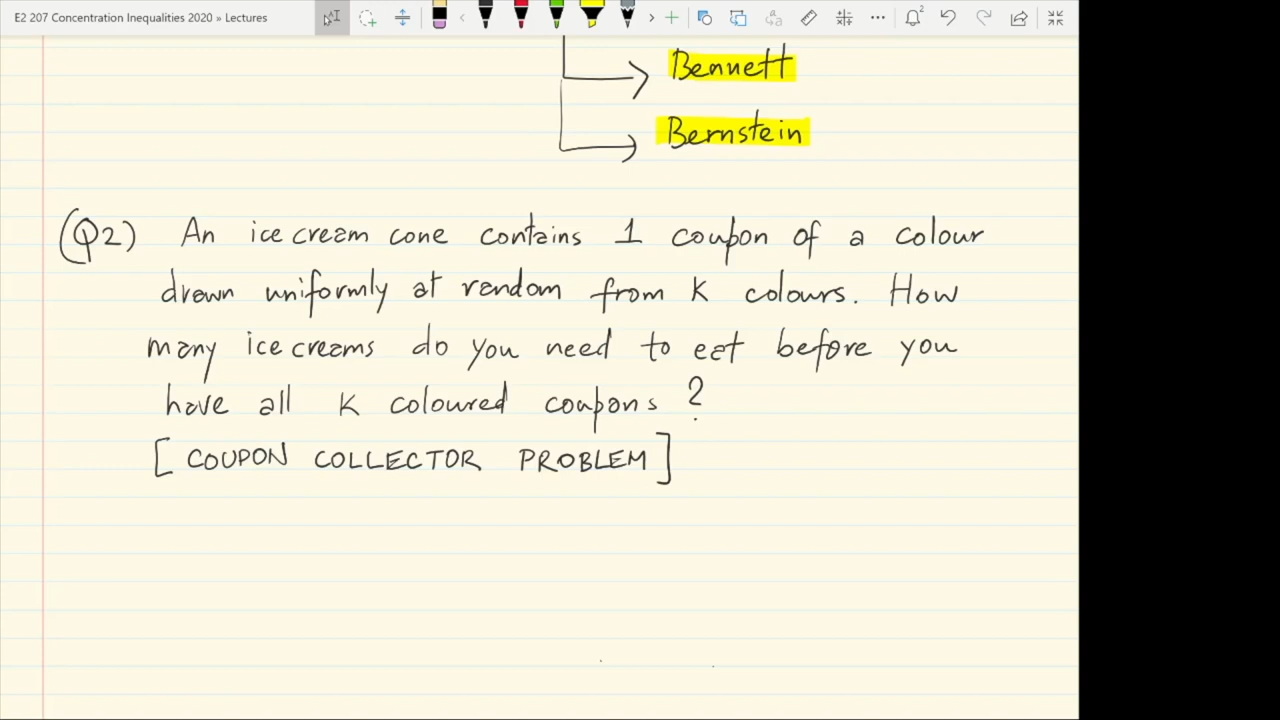 E2 207 Concentration Inequalities 2020 » Lectures
Bennett
Bernstein
(Q2) An ice cream cone contains 1 coupon of a colour
drawn uniformly at random from K colours. How
many ice creams do you need to eat before you
have all K coloured coupons ?
[ COUPON COLLECTOR PROBLEM ]